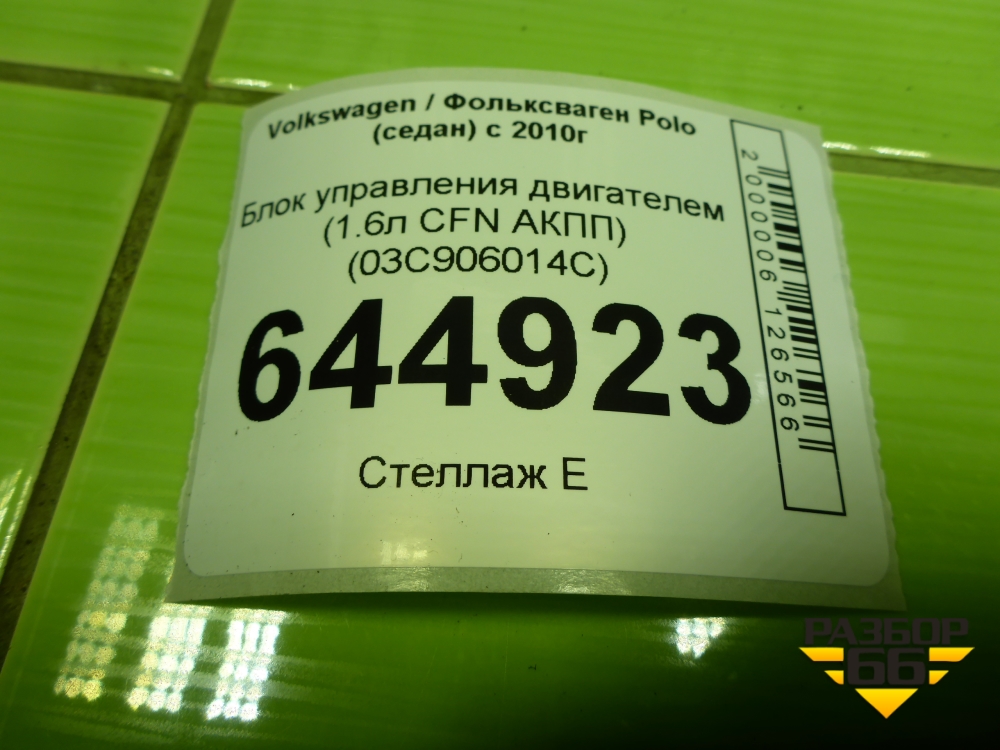 Volkswagen / Фольксваген Polo
(седан) с 2010г
Блок управления двигателем
(1.6л CFN АКПП)
(03C906014C)
644923
Стеллаж Е
2000006126566
РАЗБОР
66